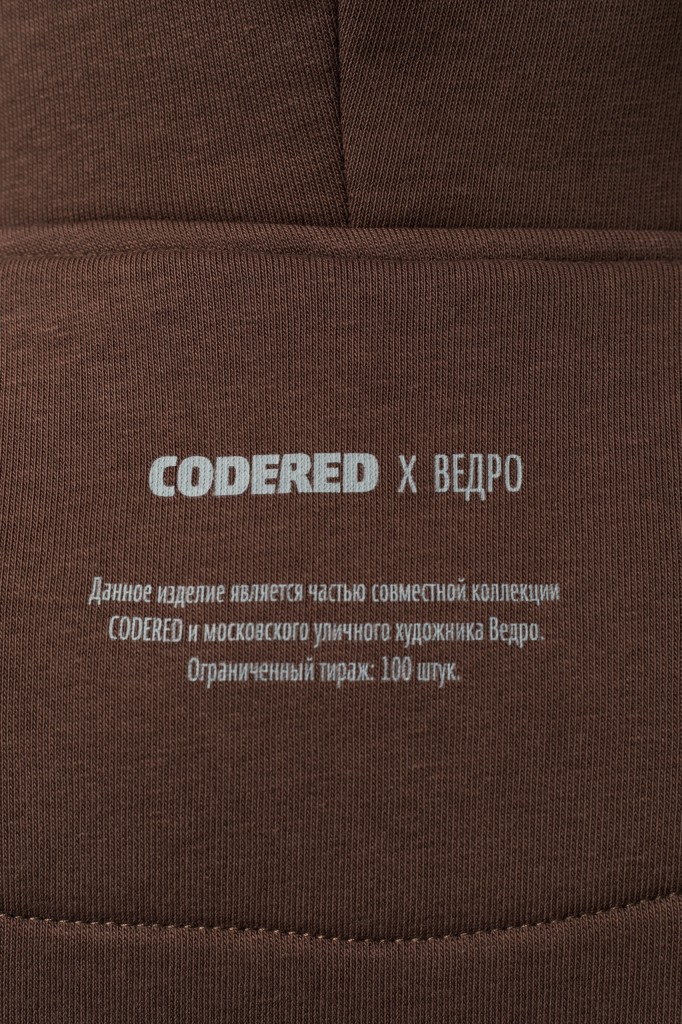 CODERED X ВЕДРО
Данное изделие является частью совместной коллекции
CODERED и московского уличного художника Ведро.
Ограниченный тираж: 100 штук.